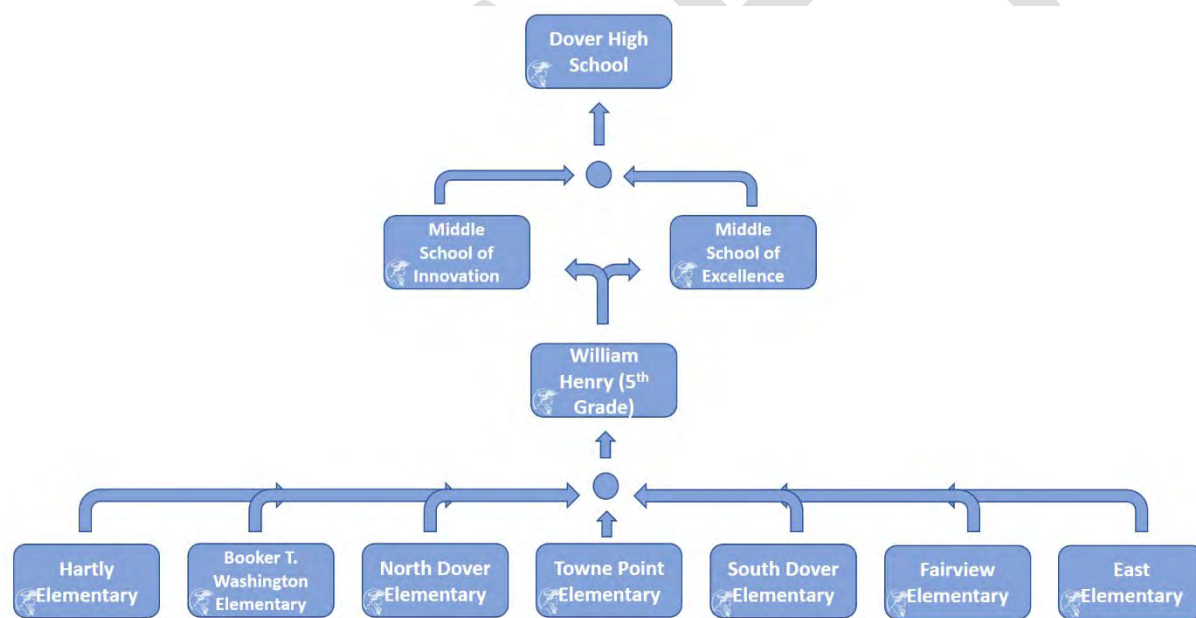 Dover High
School
Middle
School of
Innovation
Middle
School of
Excellence
William
Henry (5th
Grade)
Hartly
Elementary
Booker T.
Washington
Elementary
North Dover
Elementary
Towne Point
Elementary
South Dover
Elementary
Fairview
Elementary
East
Elementary